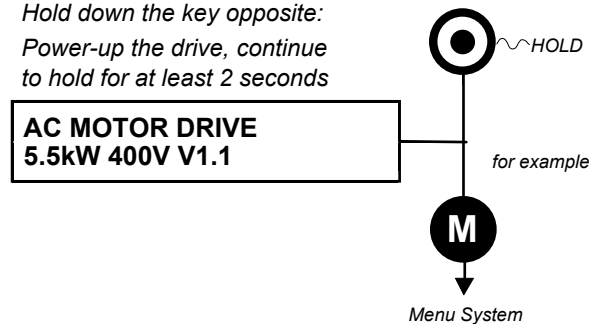 Hold down the key opposite:
Power-up the drive, continue
to hold for at least 2 seconds
HOLD
AC MOTOR DRIVE
5.5kW 400V V1.1
for example
M
Menu System